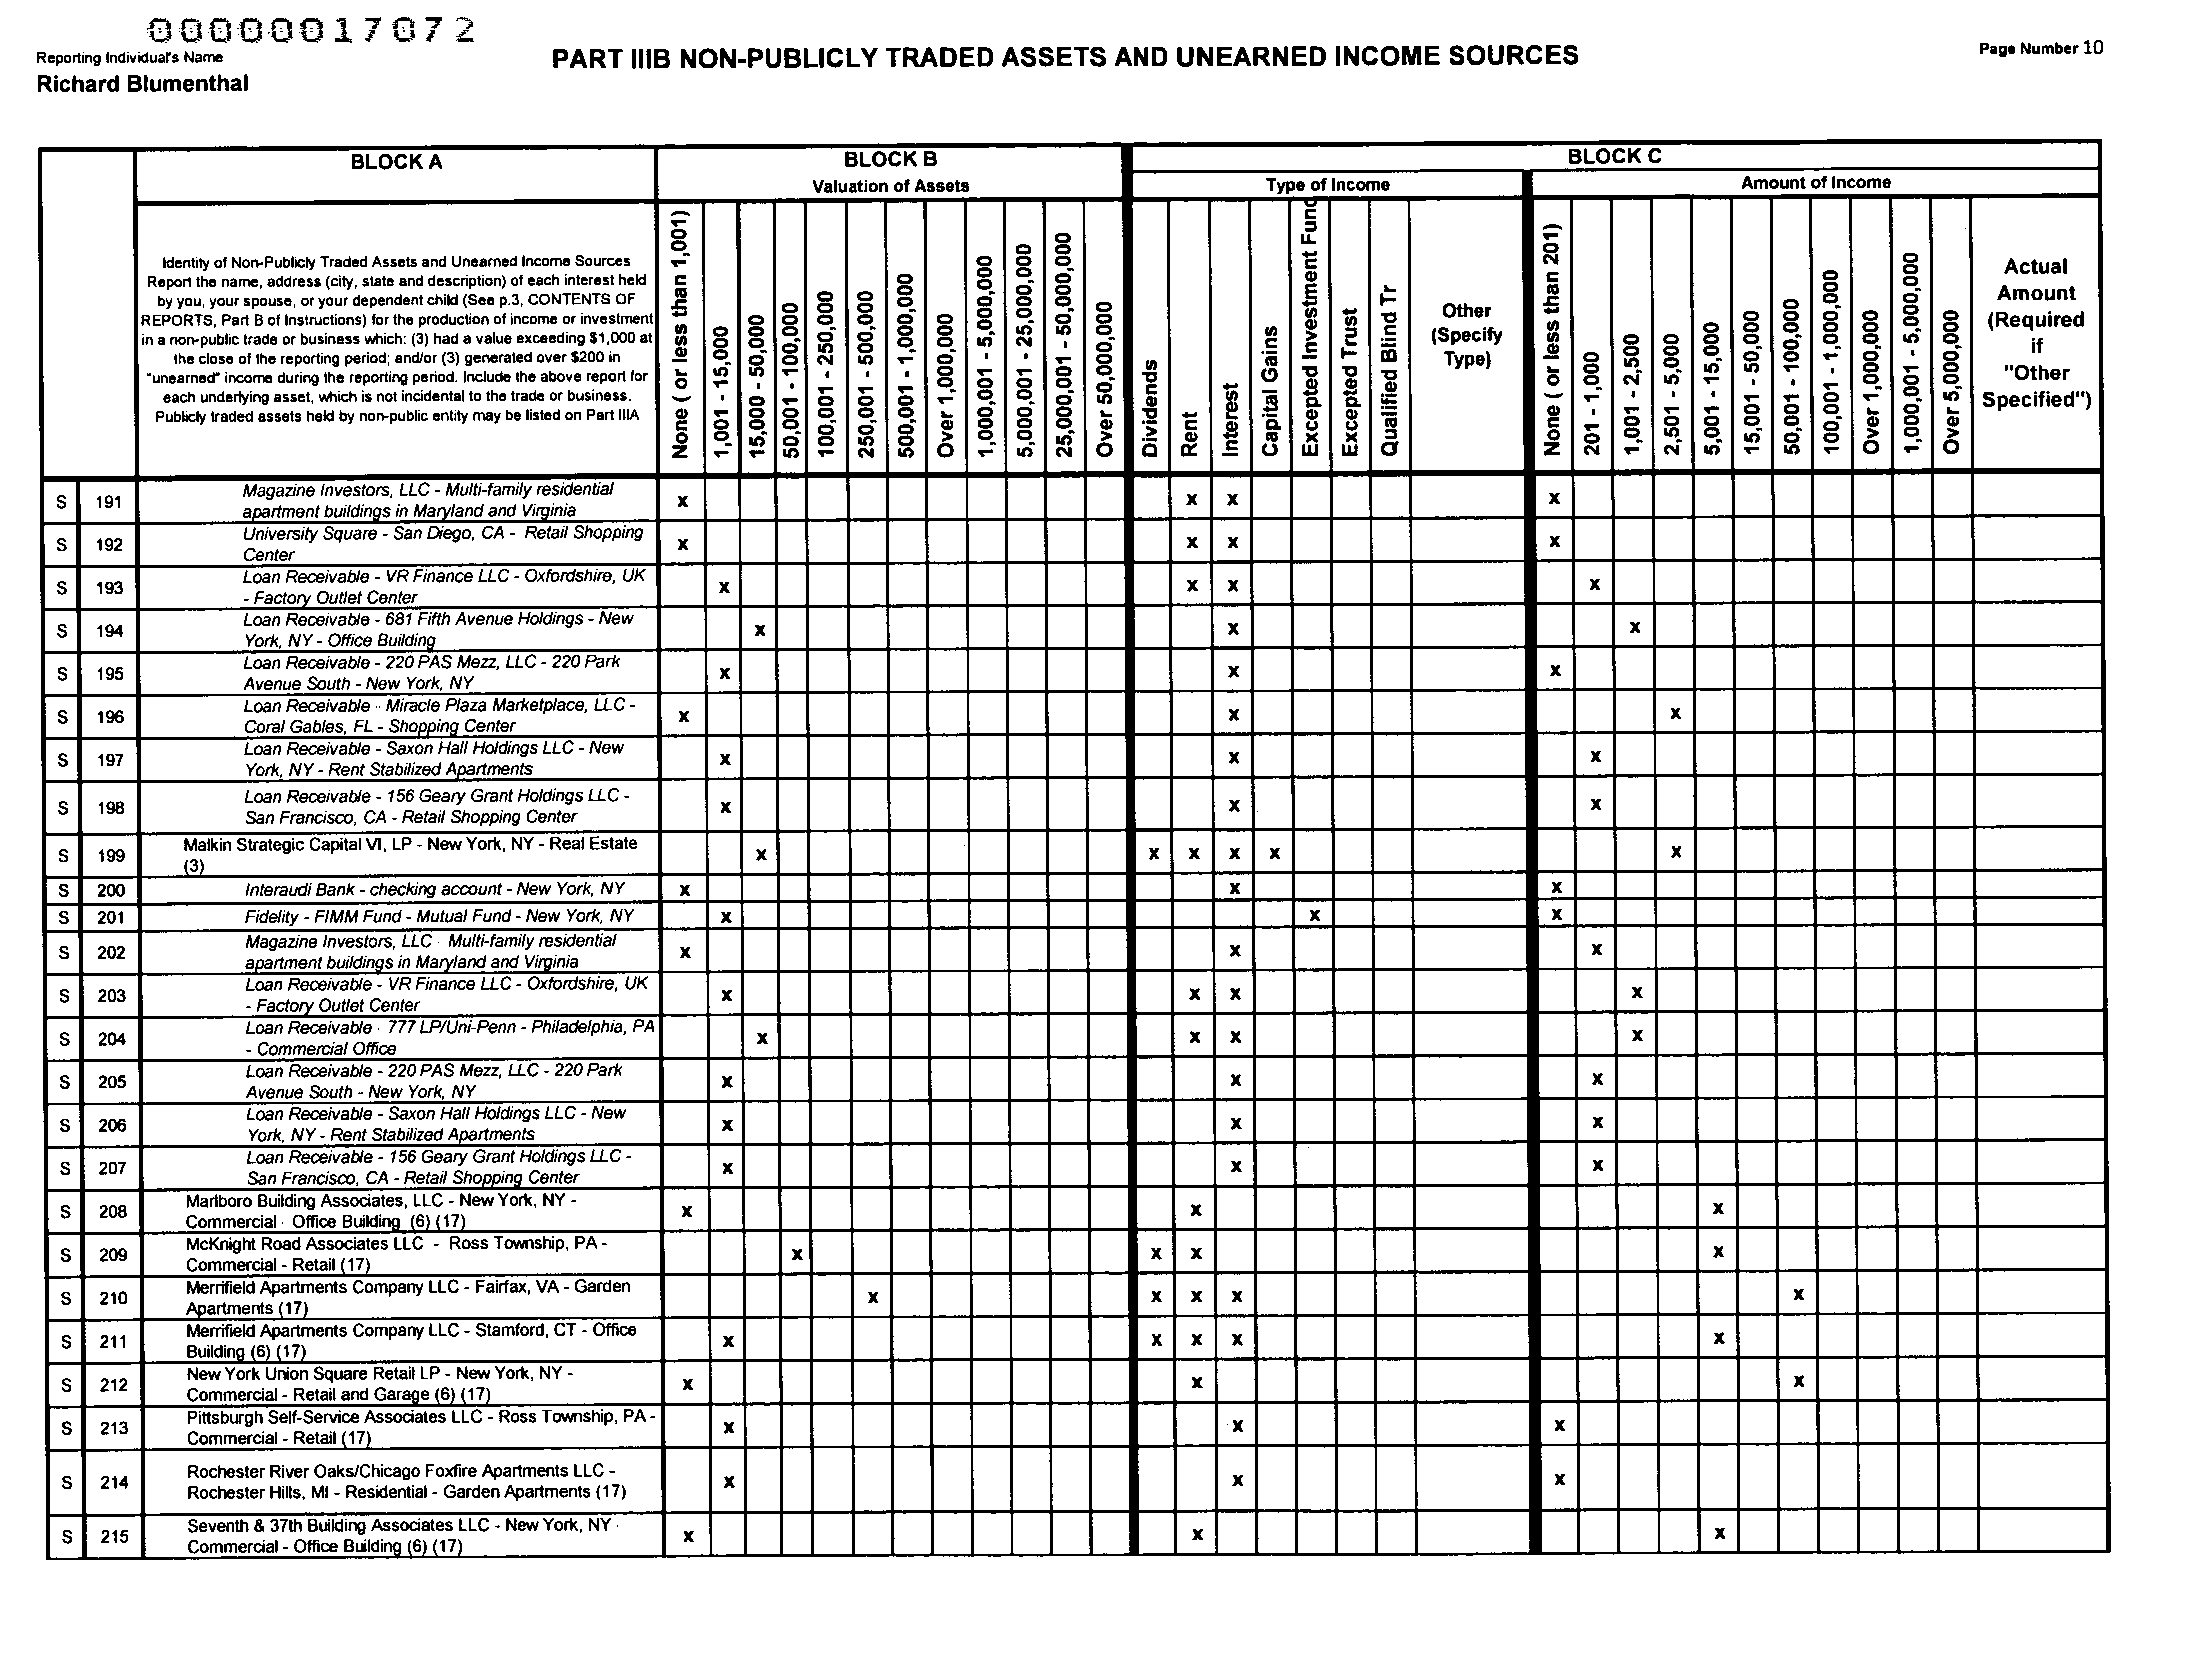 00000017072
Reporting Individual's Name
Richard Blumenthal
PART IIIB NON-PUBLICLY TRADED ASSETS AND UNEARNED INCOME SOURCES
Page Number 10
BLOCK A
BLOCK B
BLOCK C
Valuation of Assets
Type of Income
Amount of Income
Identity of Non-Publicly Traded Assets and Unearned Income Sources
Report the name, address (city, state and description) of each interest held
by you, your spouse, or your dependent child (See p.3, CONTENTS OF
REPORTS, Part B of Instructions) for the production of income or investment
in a non-public trade or business which: (3) had a value exceeding $1,000 at
the close of the reporting period; and/or (3) generated over $200 in
"unearned" income during the reporting period. Include the above report for
each underlying asset, which is not incidental to the trade or business.
Publicly traded assets held by non-public entity may be listed on Part IIIA
None ( or less than 1,001)
1,001 - 15,000
15,000 - 50,000
50,001 - 100,000
100,001 - 250,000
250,001 - 500,000
500,001 - 1,000,000
Over 1,000,000
1,000,001 - 5,000,000
5,000,001 - 25,000,000
25,000,001 - 50,000,000
Over 50,000,000
Dividends
Rent
Interest
Capital Gains
Excepted Investment Fund
Excepted Trust
Qualified Blind Tr
Other
(Specify
Type)
None ( or less than 201)
201 - 1,000
1,001 - 2,500
2,501 - 5,000
5,001 - 15,000
15,001 - 50,000
50,001 - 100,000
100,001 - 1,000,000
Over 1,000,000
1,000,001 - 5,000,000
Over 5,000,000
Actual
Amount
(Required
if
"Other
Specified")
S 191 Magazine Investors, LLC - Multi-family residential
apartment buildings in Maryland and Virginia x x x x
S 192 University Square - San Diego, CA - Retail Shopping
Center x x x x
S 193 Loan Receivable - VR Finance LLC - Oxfordshire, UK
- Factory Outlet Center x x x x
S 194 Loan Receivable - 681 Fifth Avenue Holdings - New
York, NY - Office Building x x x
S 195 Loan Receivable - 220 PAS Mezz, LLC - 220 Park
Avenue South - New York, NY x x x
S 196 Loan Receivable - Miracle Plaza Marketplace, LLC -
Coral Gables, FL - Shopping Center x x x
S 197 Loan Receivable - Saxon Hall Holdings LLC - New
York, NY - Rent Stabilized Apartments x x x
S 198 Loan Receivable - 156 Geary Grant Holdings LLC -
San Francisco, CA - Retail Shopping Center x x x
S 199 Malkin Strategic Capital VI, LP - New York, NY - Real Estate
(3) x x x x x x
S 200 Interaudi Bank - checking account - New York, NY x x x
S 201 Fidelity - FIMM Fund - Mutual Fund - New York, NY x x x
S 202 Magazine Investors, LLC - Multi-family residential
apartment buildings in Maryland and Virginia x x x
S 203 Loan Receivable - VR Finance LLC - Oxfordshire, UK
- Factory Outlet Center x x x x
S 204 Loan Receivable - 777 LP/Uni-Penn - Philadelphia, PA
- Commercial Office x x x x
S 205 Loan Receivable - 220 PAS Mezz, LLC - 220 Park
Avenue South - New York, NY x x x
S 206 Loan Receivable - Saxon Hall Holdings LLC - New
York, NY - Rent Stabilized Apartments x x x
S 207 Loan Receivable - 156 Geary Grant Holdings LLC -
San Francisco, CA - Retail Shopping Center x x x
S 208 Marlboro Building Associates, LLC - New York, NY -
Commercial - Office Building (6) (17) x x x
S 209 McKnight Road Associates LLC - Ross Township, PA -
Commercial - Retail (17) x x x x
S 210 Merrifield Apartments Company LLC - Fairfax, VA - Garden
Apartments (17) x x x x x
S 211 Merrifield Apartments Company LLC - Stamford, CT - Office
Building (6) (17) x x x x x
S 212 New York Union Square Retail LP - New York, NY -
Commercial - Retail and Garage (6) (17) x x x
S 213 Pittsburgh Self-Service Associates LLC - Ross Township, PA -
Commercial - Retail (17) x x x
S 214 Rochester River Oaks/Chicago Foxfire Apartments LLC -
Rochester Hills, MI - Residential - Garden Apartments (17) x x x
S 215 Seventh & 37th Building Associates LLC - New York, NY -
Commercial - Office Building (6) (17) x x x